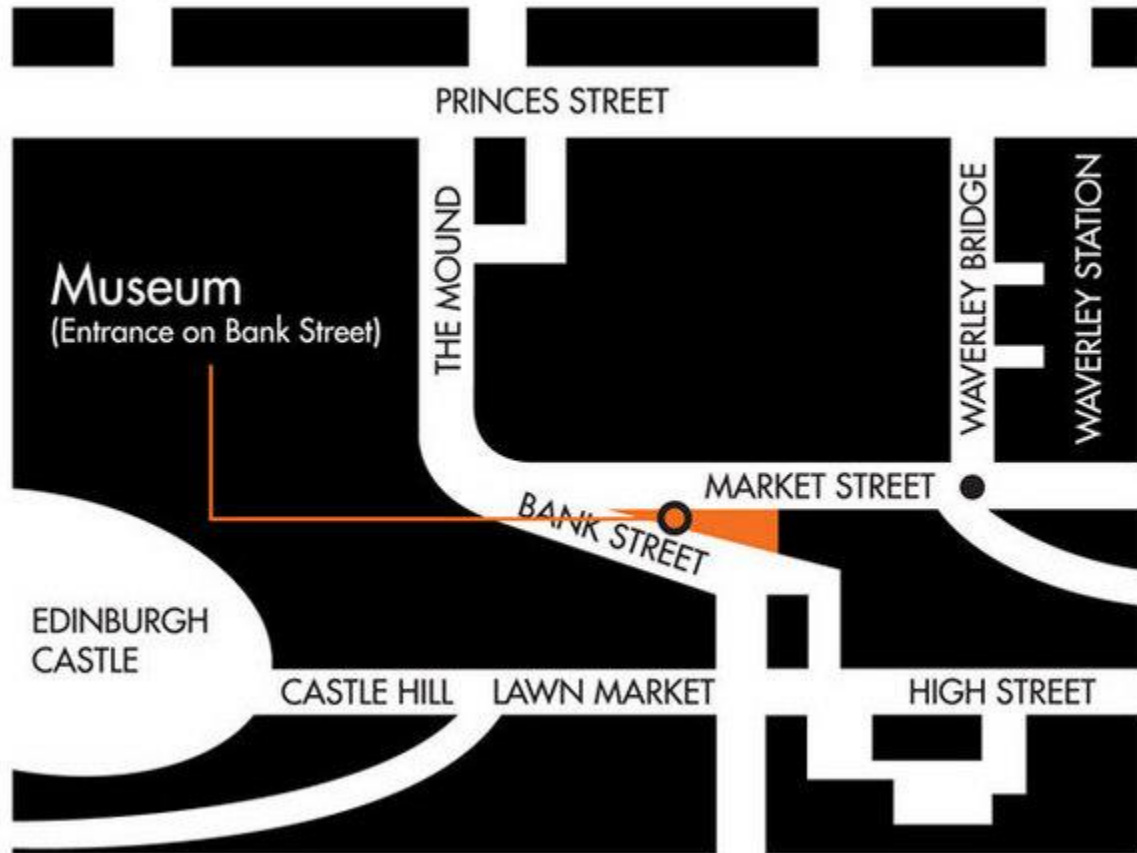 PRINCES STREET
THE MOUND
WAVERLEY BRIDGE
WAVERLEY STATION
Museum
(Entrance on Bank Street)
MARKET STREET
BANK STREET
EDINBURGH
CASTLE
CASTLE HILL
LAWN MARKET
HIGH STREET